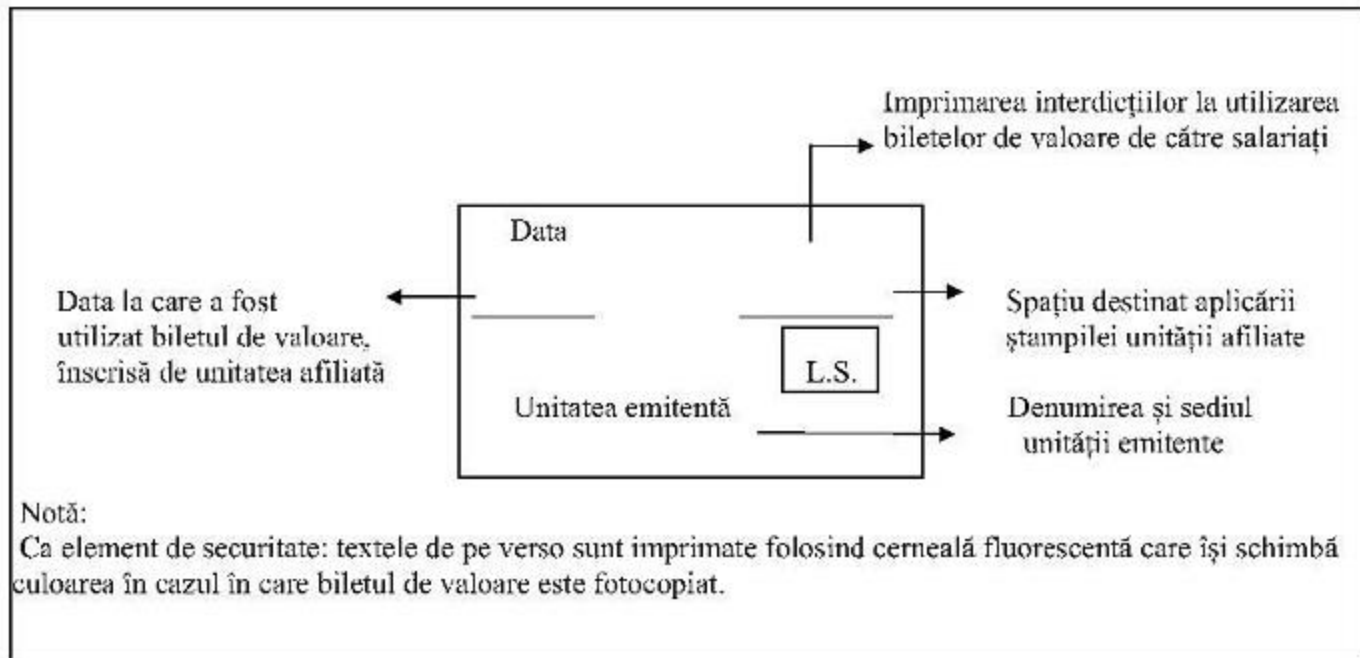 Imprimarea interdicțiilor la utilizarea
biletelor de valoare de către salariați
Data
Data la care a fost
utilizat biletul de valoare,
înscrisă de unitatea afiliată
Spațiu destinat aplicării
ștampilei unității afiliate
L.S.
Unitatea emitentă
Denumirea și sediul
unității emitente
Notă:
Ca element de securitate: textele de pe verso sunt imprimate folosind cerneală fluorescentă care își schimbă
culoarea în cazul în care biletul de valoare este fotocopiat.